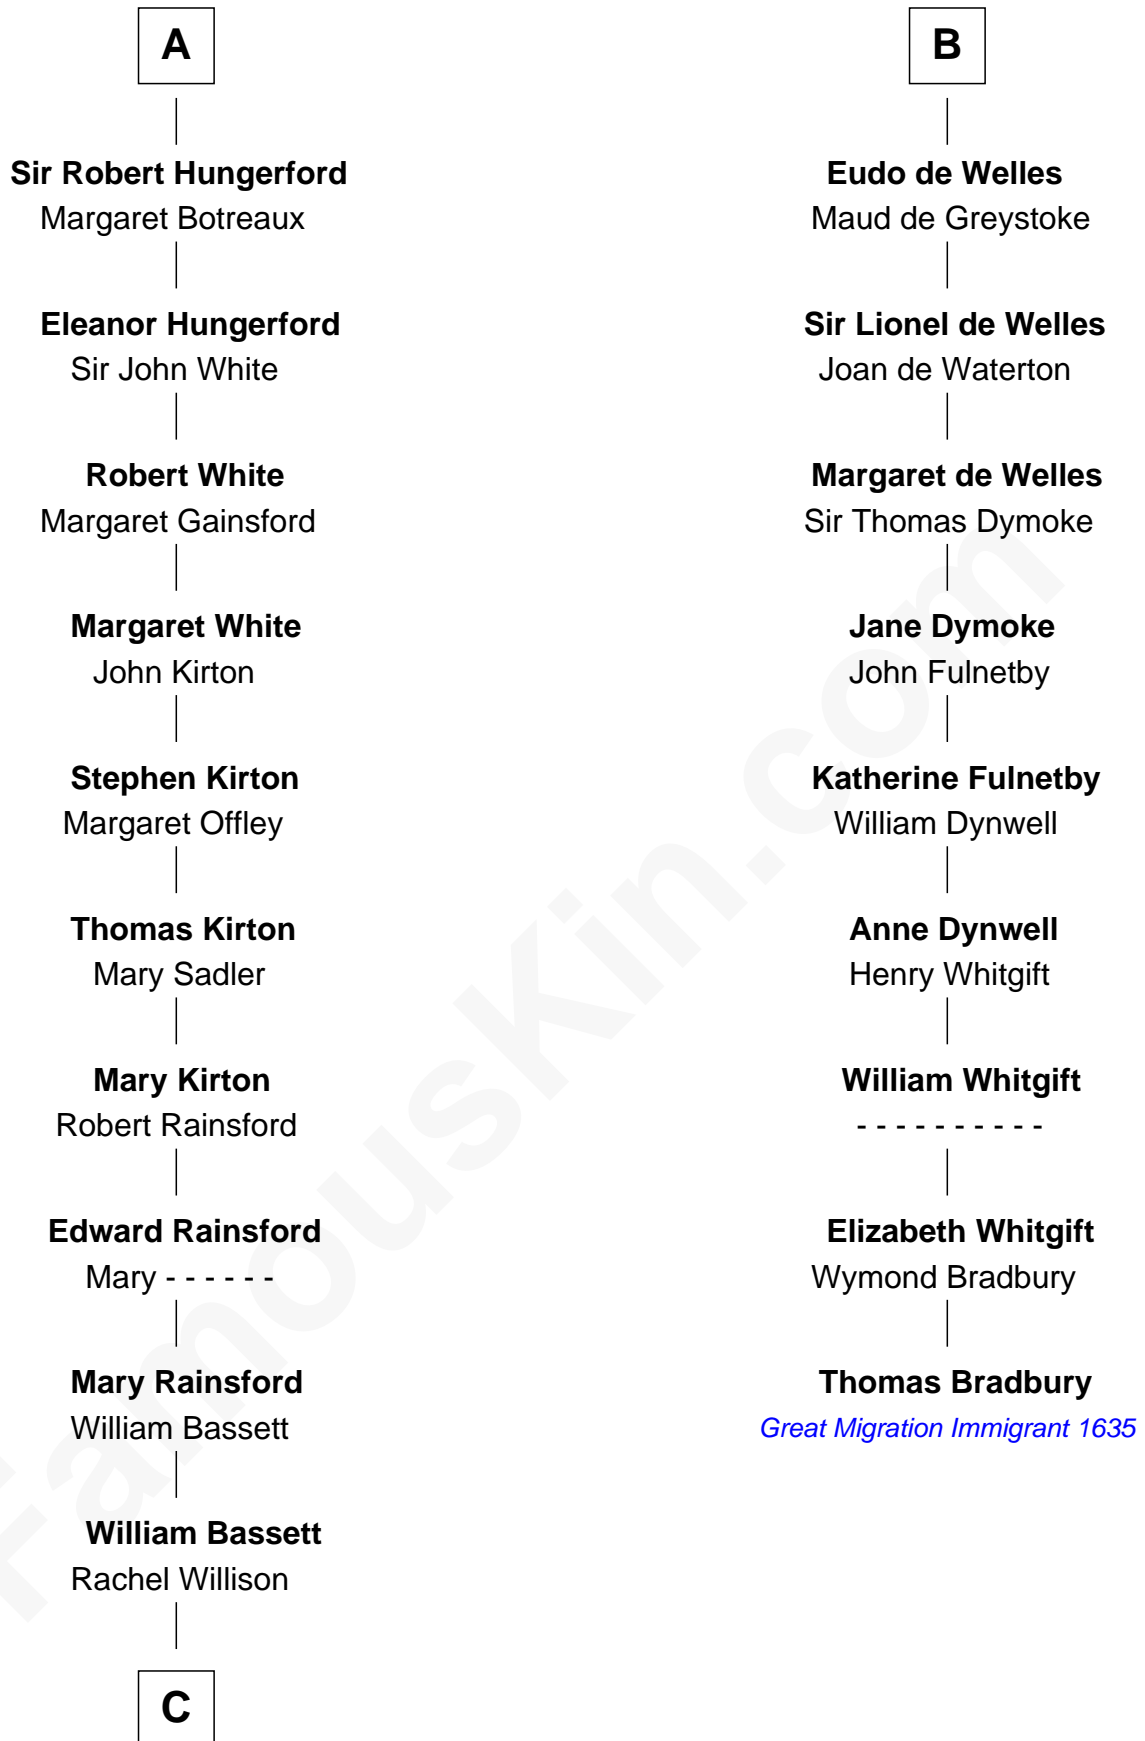 A
Sir Robert Hungerford
Margaret Botreaux
Eleanor Hungerford
Sir John White
Robert White
Margaret Gainsford
Margaret White
John Kirton
Stephen Kirton
Margaret Offley
Thomas Kirton
Mary Sadler
Mary Kirton
Robert Rainsford
Edward Rainsford
Mary - - - - - -
Mary Rainsford
William Bassett
William Bassett
Rachel Willison
C
B
Eudo de Welles
Maud de Greystoke
Sir Lionel de Welles
Joan de Waterton
Margaret de Welles
Sir Thomas Dymoke
Jane Dymoke
John Fulnetby
Katherine Fulnetby
William Dynwell
Anne Dynwell
Henry Whitgift
William Whitgift
- - - - - - - - - -
Elizabeth Whitgift
Wymond Bradbury
Thomas Bradbury
Great Migration Immigrant 1635
FamousKin.com